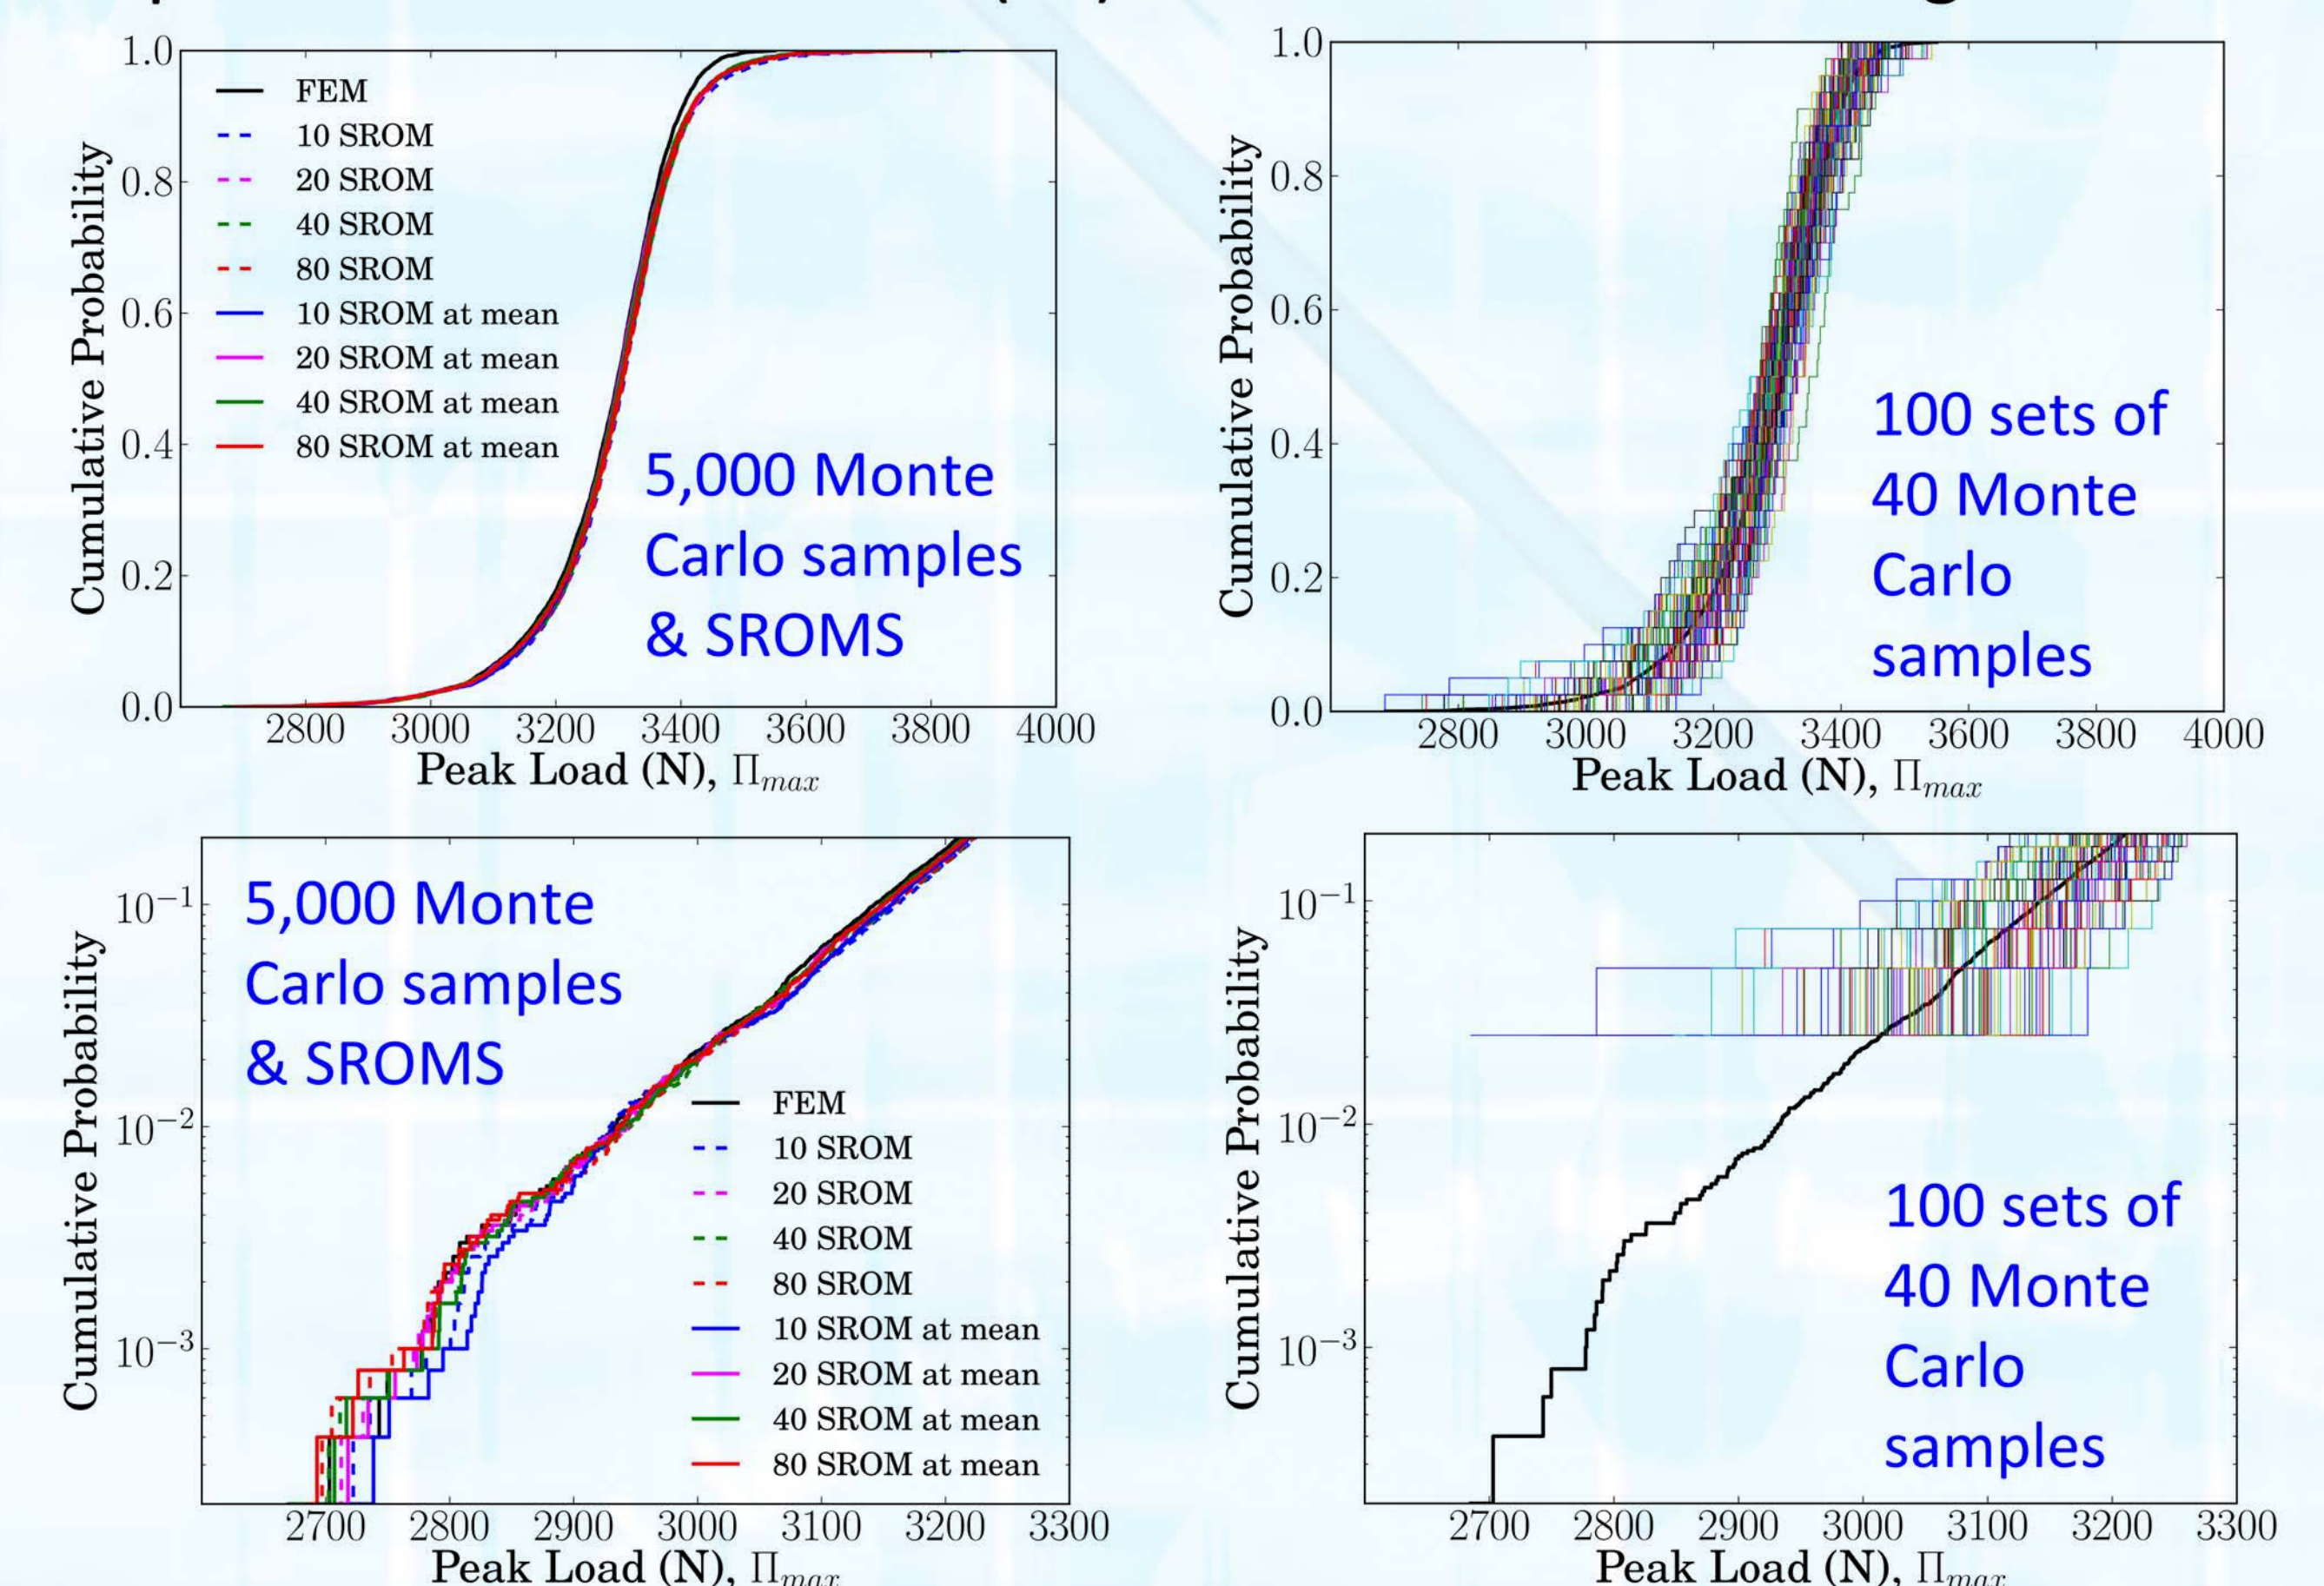 1.0
0.8
0.6
0.4
0.2
0.0
Cumulative Probability
FEM
10 SROM
20 SROM
40 SROM
80 SROM
10 SROM at mean
20 SROM at mean
40 SROM at mean
80 SROM at mean
5,000 Monte
Carlo samples
& SROMS
2800 3000 3200 3400 3600 3800 4000
Peak Load (N), Π_max
1.0
0.8
0.6
0.4
0.2
0.0
Cumulative Probability
100 sets of
40 Monte
Carlo
samples
2800 3000 3200 3400 3600 3800 4000
Peak Load (N), Π_max
10⁻¹
10⁻²
10⁻³
Cumulative Probability
5,000 Monte
Carlo samples
& SROMS
FEM
10 SROM
20 SROM
40 SROM
80 SROM
10 SROM at mean
20 SROM at mean
40 SROM at mean
80 SROM at mean
2700 2800 2900 3000 3100 3200 3300
Peak Load (N), Π_max
10⁻¹
10⁻²
10⁻³
Cumulative Probability
100 sets of
40 Monte
Carlo
samples
2700 2800 2900 3000 3100 3200 3300
Peak Load (N), Π_max